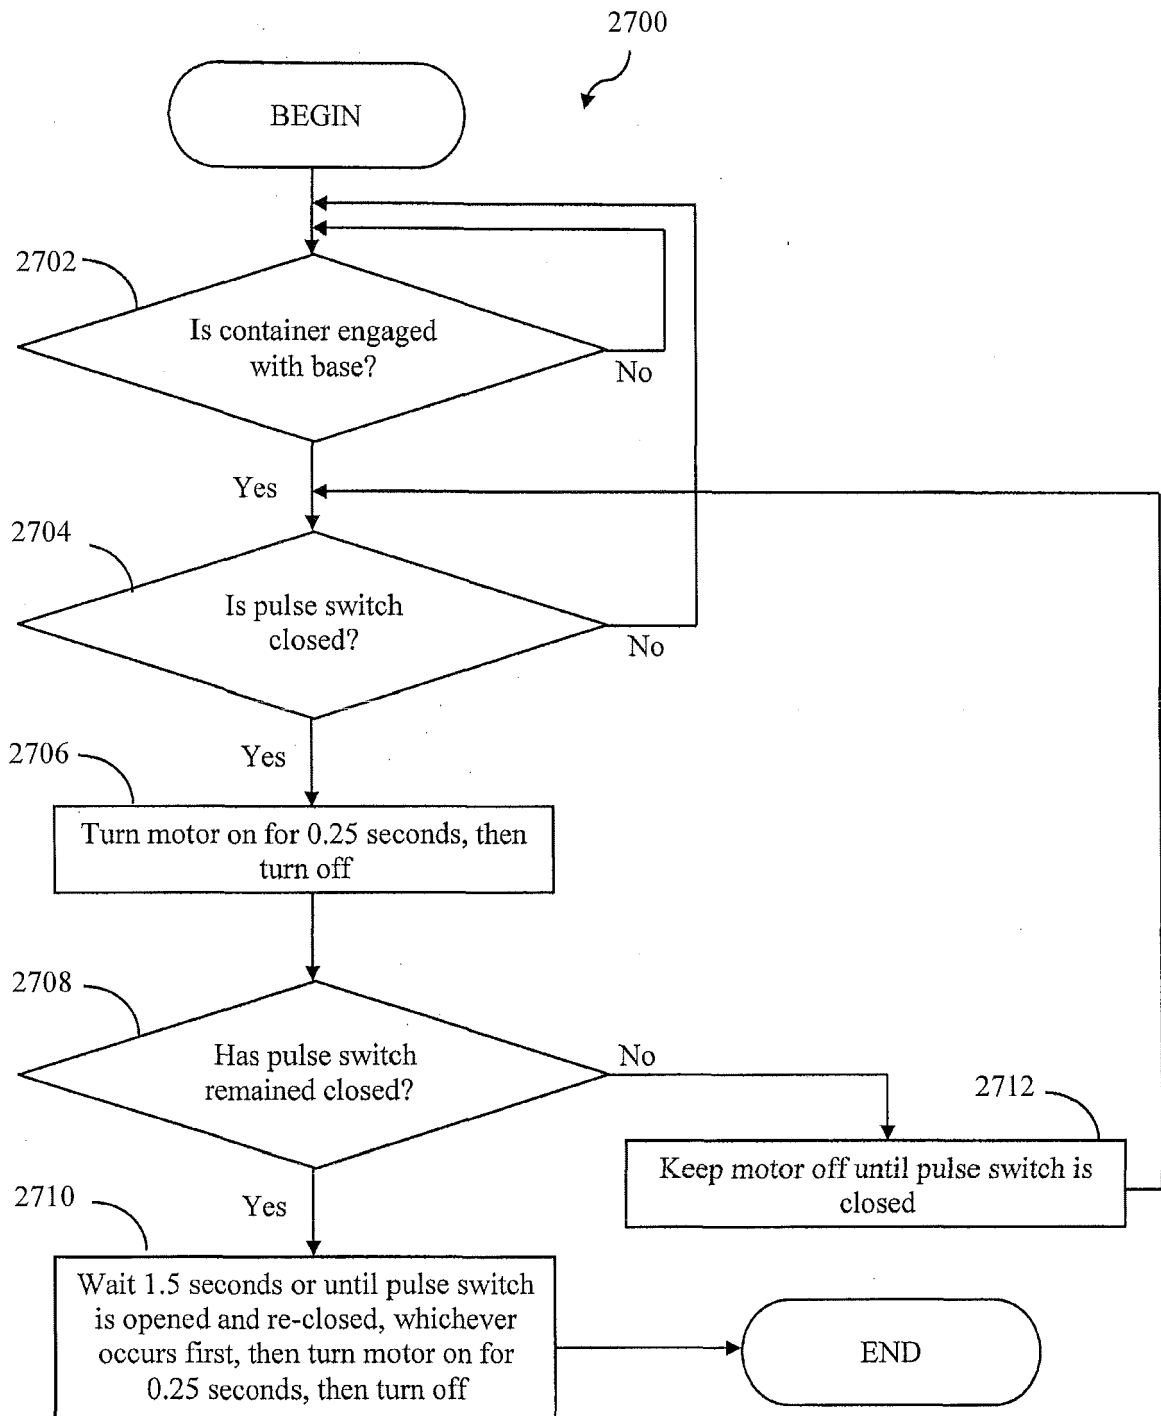 2700
BEGIN
2702
Is container engaged
with base?
No
Yes
2704
Is pulse switch
closed?
No
Yes
2706
Turn motor on for 0.25 seconds, then
turn off
2708
Has pulse switch
remained closed?
No
2712
Keep motor off until pulse switch is
closed
Yes
2710
Wait 1.5 seconds or until pulse switch
is opened and re-closed, whichever
occurs first, then turn motor on for
0.25 seconds, then turn off
END